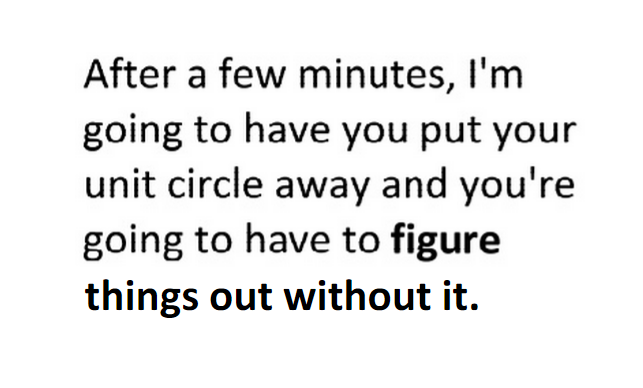 After a few minutes, I'm
going to have you put your
unit circle away and you're
going to have to figure
things out without it.